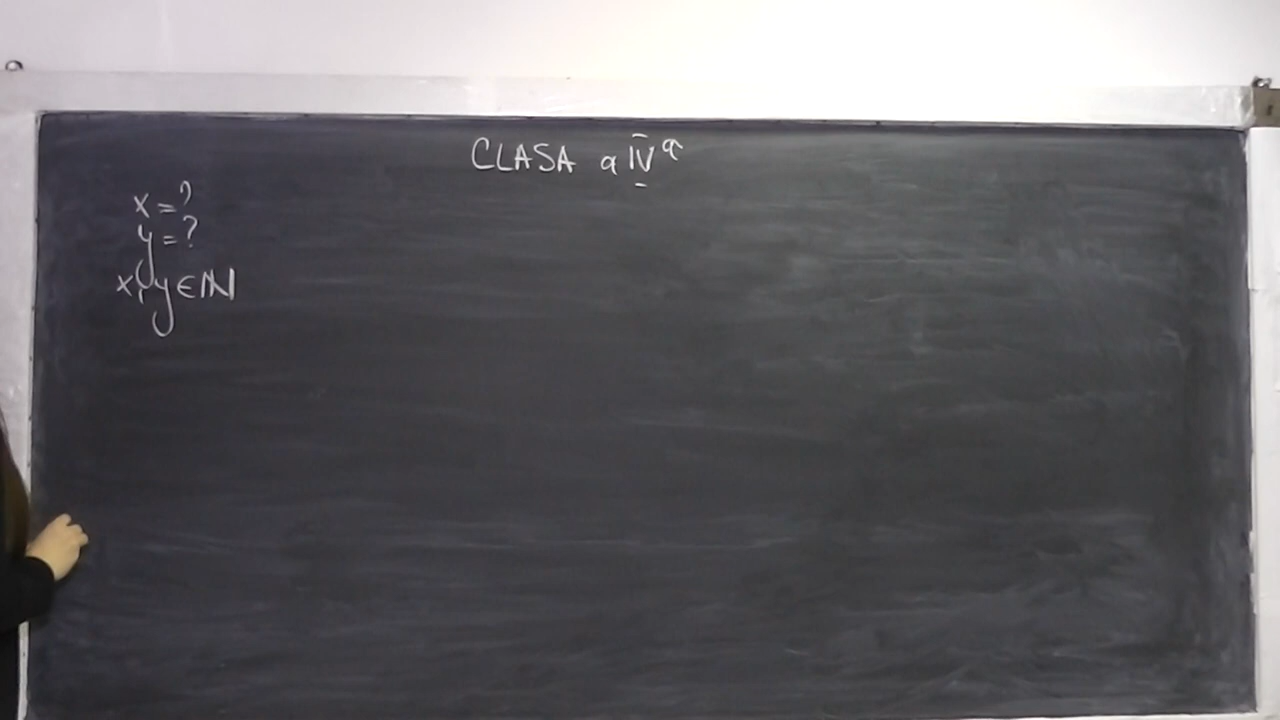 CLASA a IV a
x = ?
y = ?
x, y ∈ ℕ